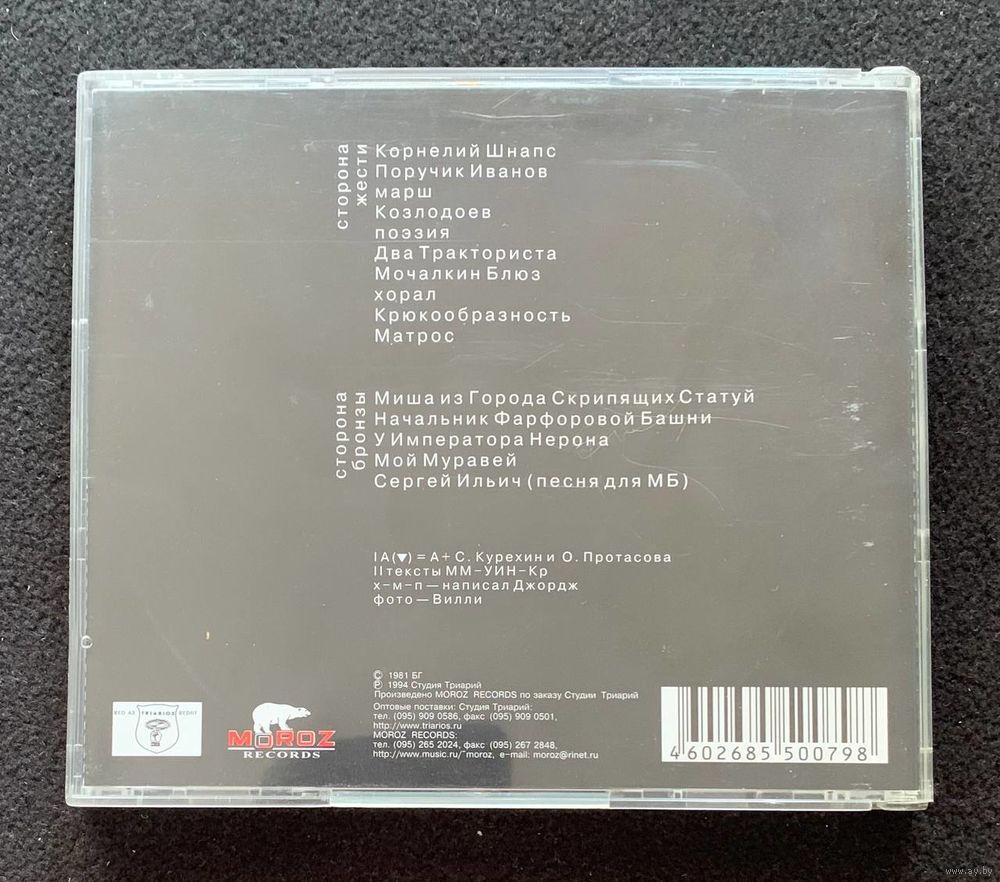 сторона жести
Корнелий Шнапс
Поручик Иванов
марш
Козлодоев
поэзия
Два Тракториста
Мочалкин Блюз
хорал
Крюкообразность
Матрос
сторона бронзы
Миша из Города Скрипящих Статуй
Начальник Фарфоровой Башни
У Императора Нерона
Мой Муравей
Сергей Ильич (песня для МБ)
I А(▼) = А + С. Курехин и О. Протасова
II тексты ММ–УИН–Кр
х–м–п — написал Джордж
фото — Вилли
© 1981 БГ
℗ 1994 Студия Триарий
Произведено MOROZ RECORDS по заказу Студии Триарий
Оптовые поставки: Студия Триарий:
тел. (095) 909 0586, факс (095) 909 0501,
http://www.triarios.ru
MOROZ RECORDS:
тел. (095) 265 2024, факс (095) 267 2848,
http://www.music.ru/~moroz, e-mail: moroz@rinet.ru
TRIARIOS
MOROZ
RECORDS
4 602685 500798
www.ay.by